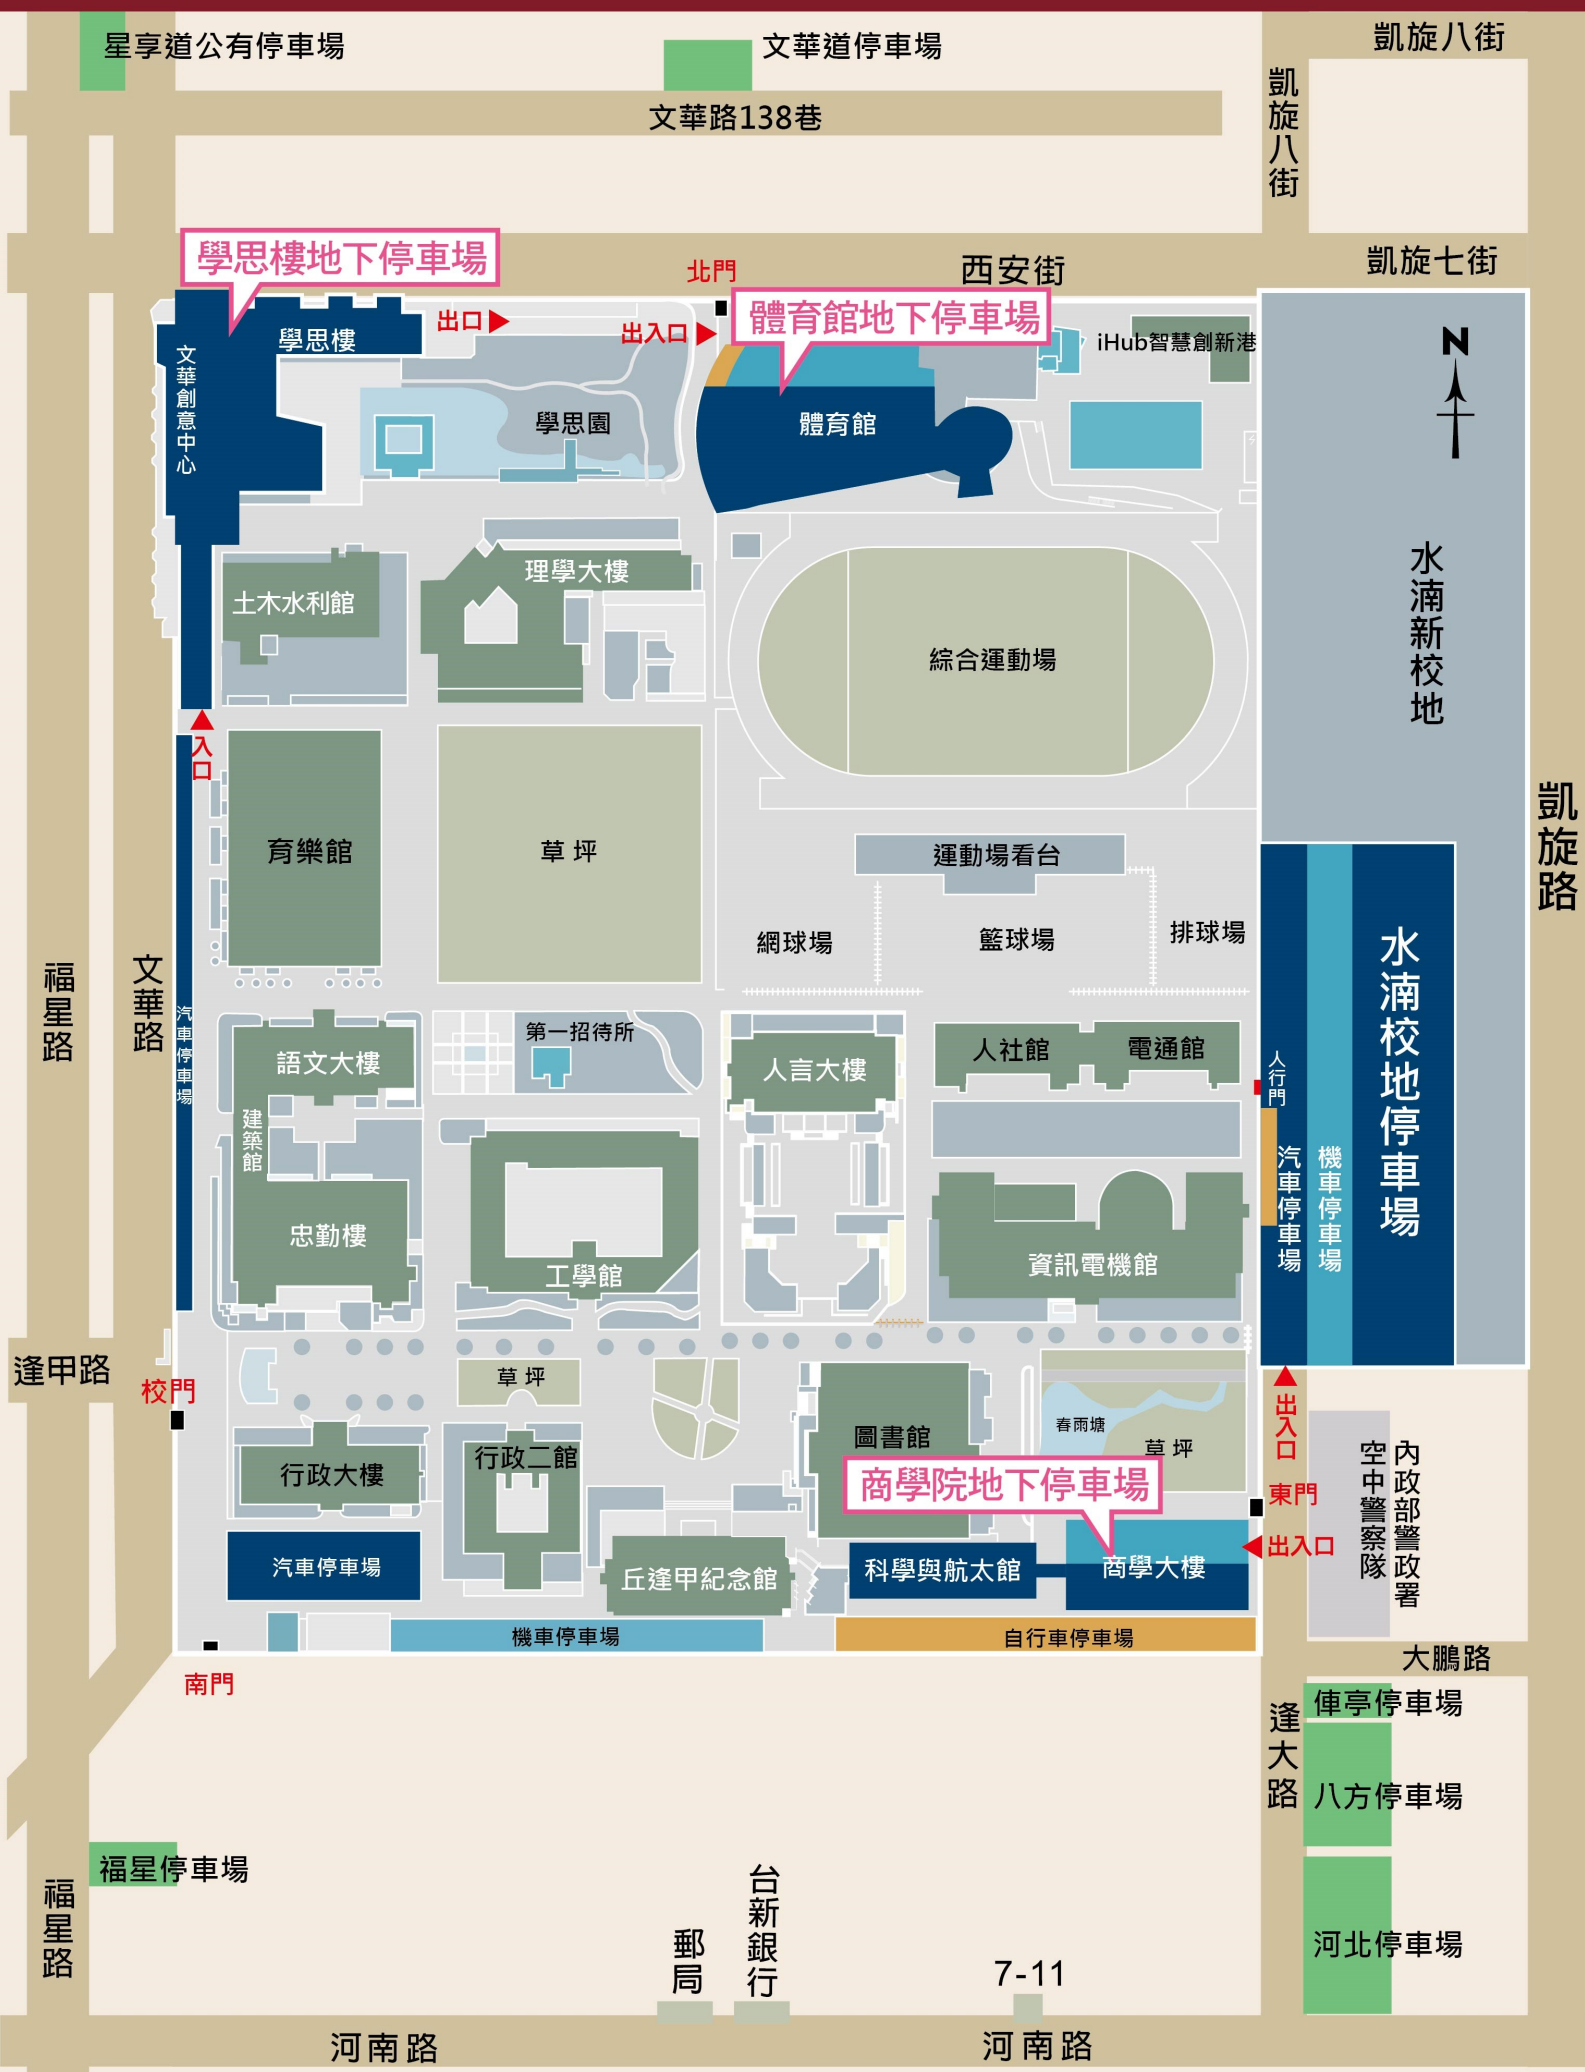 星享道公有停車場
文華道停車場
凱旋八街
文華路138巷
凱旋八街
凱旋七街
西安街
北門
學思樓地下停車場
體育館地下停車場
出口
出入口
學思樓
iHub智慧創新港
N
文華創意中心
學思園
體育館
水湳新校地
理學大樓
土木水利館
綜合運動場
入口
育樂館
草坪
運動場看台
凱旋路
網球場
籃球場
排球場
水湳校地停車場
福星路
文華路
汽車停車場
第一招待所
語文大樓
人言大樓
人社館
電通館
人行門
建築館
汽車停車場
機車停車場
忠勤樓
工學館
資訊電機館
逢甲路
校門
草坪
出入口
春雨塘
草坪
圖書館
行政大樓
行政二館
商學院地下停車場
東門
內政部警政署
空中警察隊
出入口
汽車停車場
丘逢甲紀念館
科學與航太館
商學大樓
機車停車場
自行車停車場
南門
大鵬路
逢大路
俥亭停車場
八方停車場
福星停車場
福星路
郵局
台新銀行
7-11
河北停車場
河南路
河南路